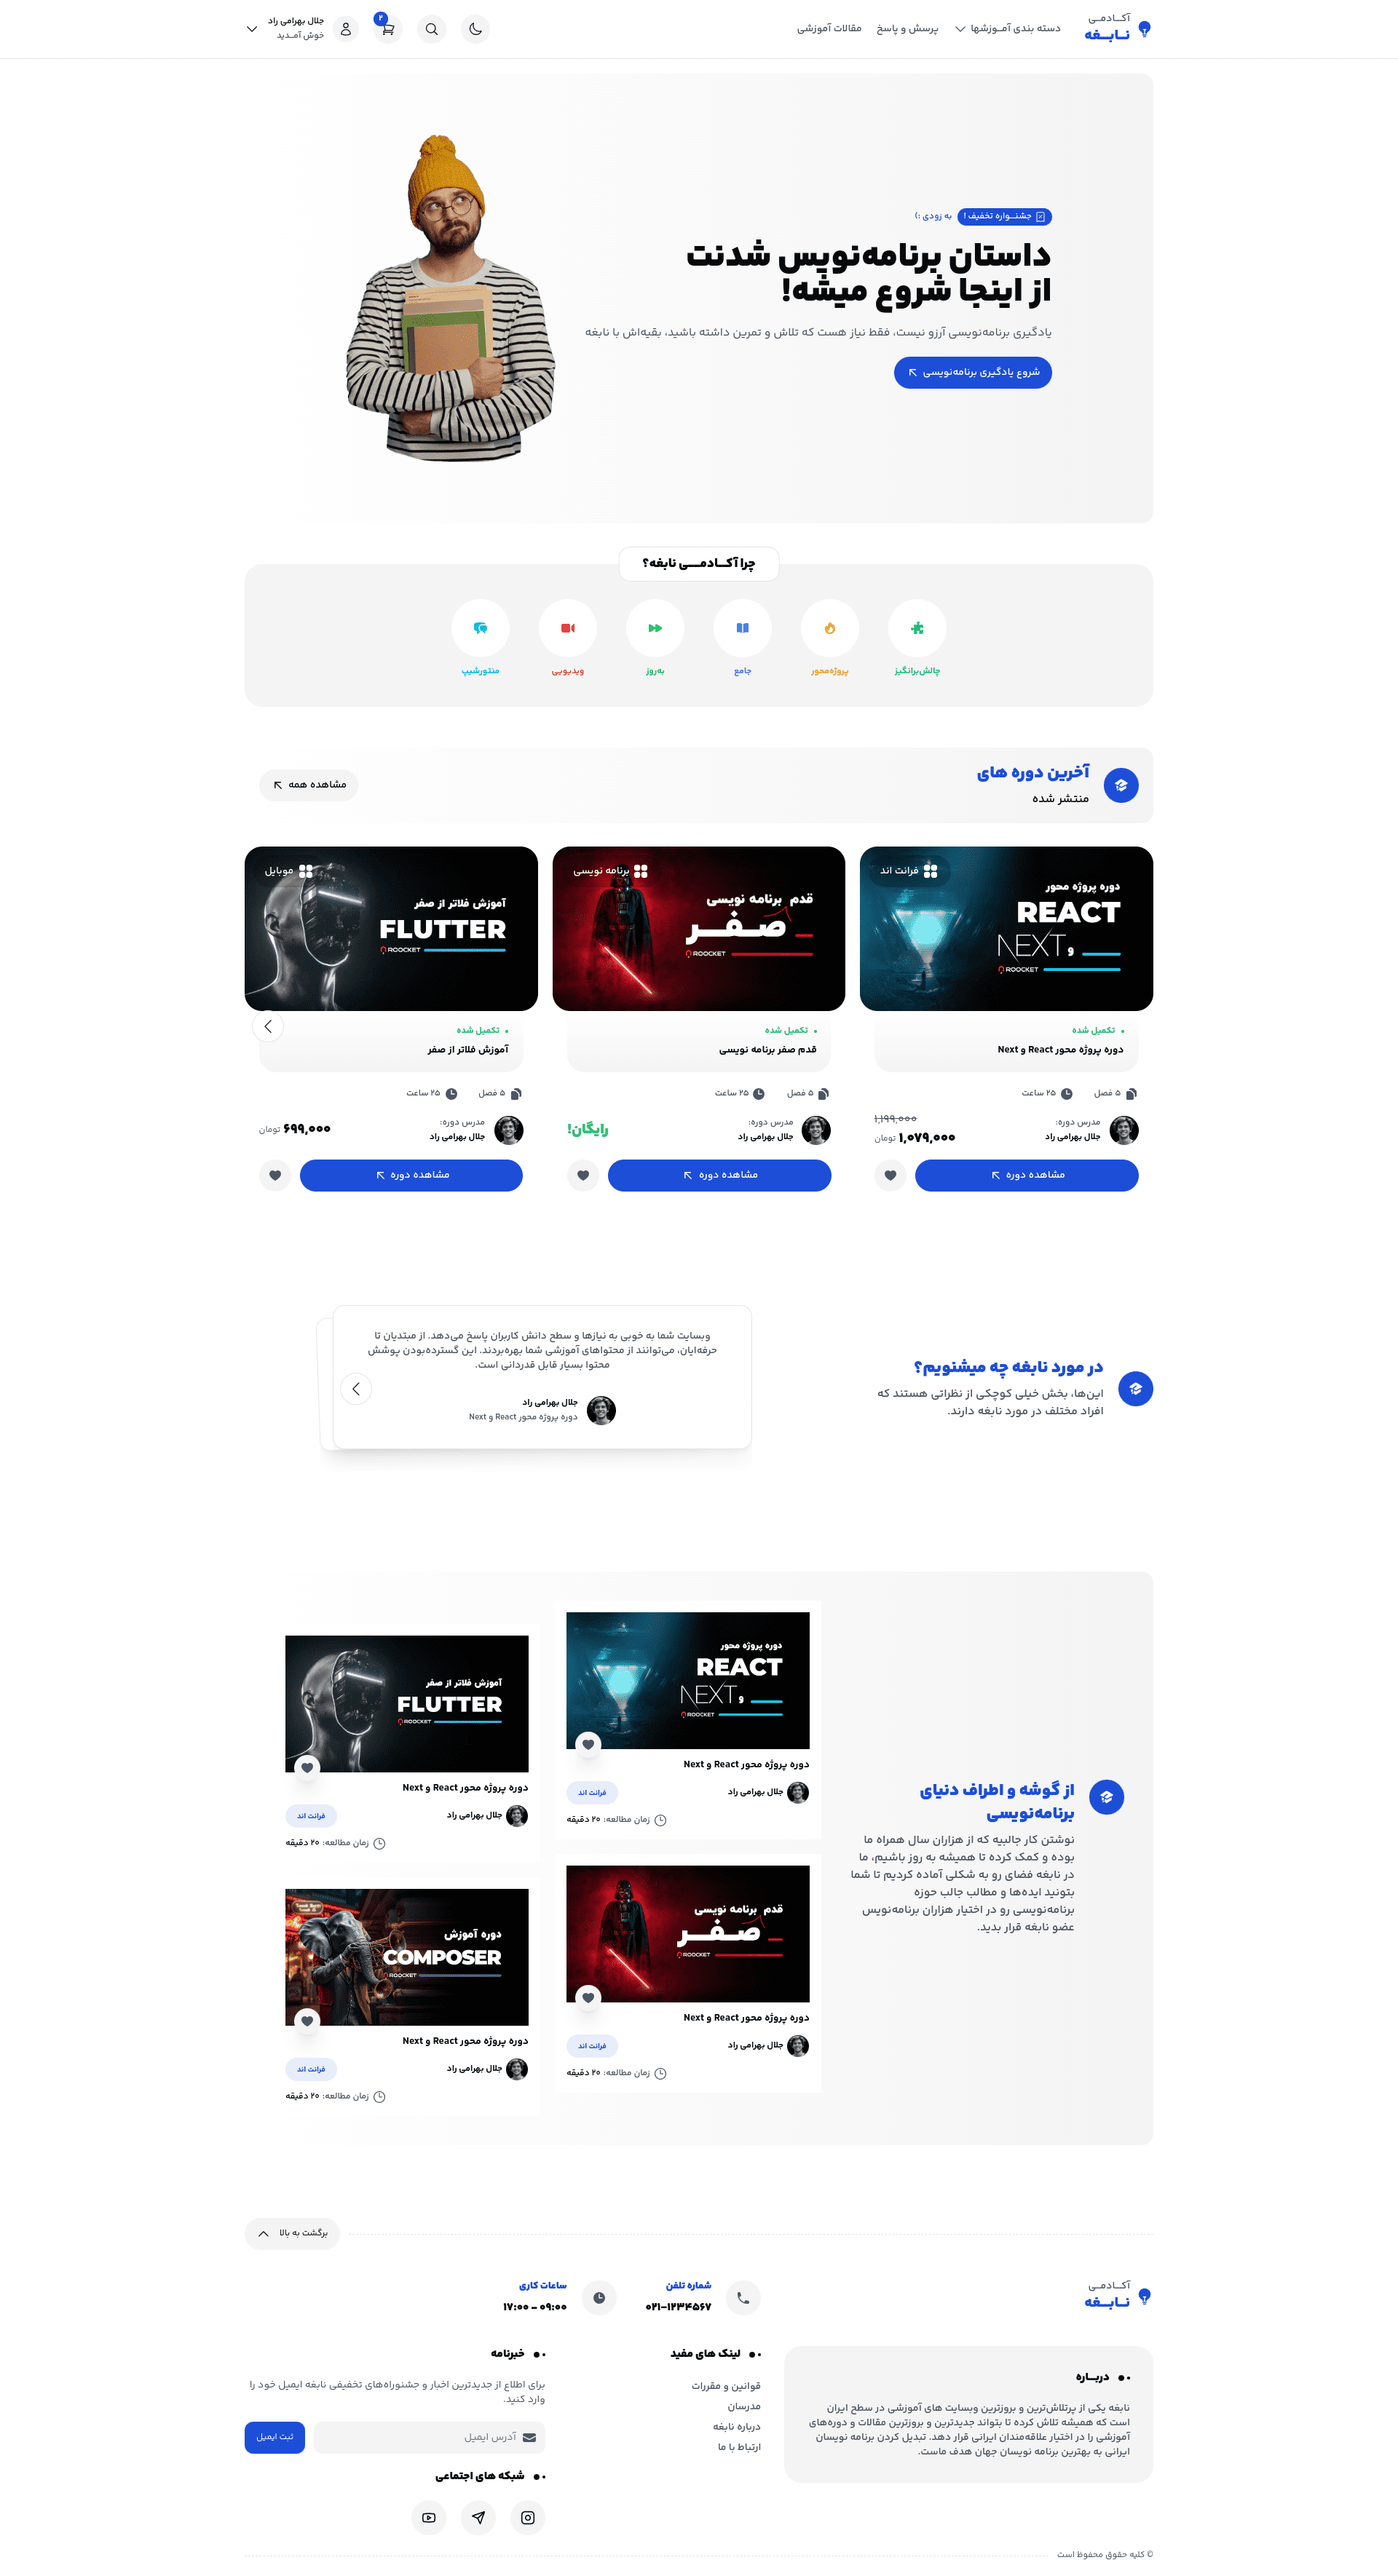 آکـــادمـــی
نـــابـــغه
دسته بندی آمـــوزشها
پرسش و پاسخ
مقالات آموزشی
۲
جلال بهرامی راد
خوش آمـــدید
جشنـــواره تخفیف !
به زودی :)
داستان برنامه‌نویس شدنت
از اینجا شروع میشه!
یادگیری برنامه‌نویسی آرزو نیست، فقط نیاز هست که تلاش و تمرین داشته باشید، بقیه‌اش با نابغه
شروع یادگیری برنامه‌نویسی
چرا آکـــادمـــی نابغه؟
چالش‌برانگیز
پروژه‌محور
جامع
به‌روز
ویدیویی
منتورشیپ
آخرین دوره های
منتشر شده
مشاهده همه
فرانت اند
دوره پروژه محور
REACT
و NEXT
ROOCKET
تکمیل شده
دوره پروژه محور React و Next
۵ فصل
۲۵ ساعت
مدرس دوره:
جلال بهرامی راد
۱,۱۹۹,۰۰۰
۱,۰۷۹,۰۰۰ تومان
مشاهده دوره
برنامه نویسی
قدم برنامه نویسی
صـفـــر
ROOCKET
تکمیل شده
قدم صفر برنامه نویسی
۵ فصل
۲۵ ساعت
مدرس دوره:
جلال بهرامی راد
رایگان!
مشاهده دوره
موبایل
آموزش فلاتر از صفر
FLUTTER
ROOCKET
تکمیل شده
آموزش فلاتر از صفر
۵ فصل
۲۵ ساعت
مدرس دوره:
جلال بهرامی راد
۶۹۹,۰۰۰ تومان
مشاهده دوره
در مورد نابغه چه میشنویم؟
این‌ها، بخش خیلی کوچکی از نظراتی هستند که
افراد مختلف در مورد نابغه دارند.
وبسایت شما به خوبی به نیازها و سطح دانش کاربران پاسخ می‌دهد. از مبتدیان تا
حرفه‌ایان، می‌توانند از محتواهای آموزشی شما بهره‌بردند. این گسترده‌بودن پوشش
محتوا بسیار قابل قدردانی است.
جلال بهرامی راد
دوره پروژه محور React و Next
از گوشه و اطراف دنیای
برنامه‌نویسی
نوشتن کار جالبیه که از هزاران سال همراه ما
بوده و کمک کرده تا همیشه به روز باشیم، ما
در نابغه فضای رو به شکلی آماده کردیم تا شما
بتونید ایده‌ها و مطالب جالب حوزه
برنامه‌نویسی رو در اختیار هزاران برنامه‌نویس
عضو نابغه قرار بدید.
دوره پروژه محور
REACT
و NEXT
ROOCKET
دوره پروژه محور React و Next
جلال بهرامی راد
فرانت اند
زمان مطالعه: ۲۰ دقیقه
قدم برنامه نویسی
صـفـــر
ROOCKET
دوره پروژه محور React و Next
جلال بهرامی راد
فرانت اند
زمان مطالعه: ۲۰ دقیقه
آموزش فلاتر از صفر
FLUTTER
ROOCKET
دوره پروژه محور React و Next
جلال بهرامی راد
فرانت اند
زمان مطالعه: ۲۰ دقیقه
دوره آموزش
COMPOSER
ROOCKET
دوره پروژه محور React و Next
جلال بهرامی راد
فرانت اند
زمان مطالعه: ۲۰ دقیقه
برگشت به بالا
آکـــادمـــی
نـــابـــغه
شماره تلفن
۰۲۱-۱۲۳۴۵۶۷
ساعات کاری
۰۹:۰۰ - ۱۷:۰۰
دربـــاره
نابغه یکی از پرتلاش‌ترین و بروزترین وبسایت های آموزشی در سطح ایران
است که همیشه تلاش کرده تا بتواند جدیدترین و بروزترین مقالات و دوره‌های
آموزشی را در اختیار علاقه‌مندان ایرانی قرار دهد. تبدیل کردن برنامه نویسان
ایرانی به بهترین برنامه نویسان جهان هدف ماست.
لینک های مفید
قوانین و مقررات
مدرسان
درباره نابغه
ارتباط با ما
خبرنامه
برای اطلاع از جدیدترین اخبار و جشنوراه‌های تخفیفی نابغه ایمیل خود را
وارد کنید.
آدرس ایمیل
ثبت ایمیل
شبکه های اجتماعی
© کلیه حقوق محفوظ است